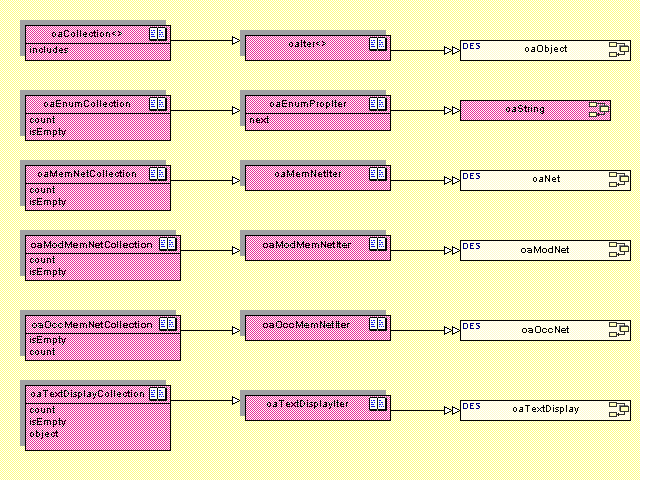 oaCollection<>
includes
oaIter<>
DES oaObject
oaEnumCollection
count
isEmpty
oaEnumPropIter
next
oaString
oaMemNetCollection
count
isEmpty
oaMemNetIter
DES oaNet
oaModMemNetCollection
count
isEmpty
oaModMemNetIter
DES oaModNet
oaOccMemNetCollection
isEmpty
count
oaOccMemNetIter
DES oaOccNet
oaTextDisplayCollection
count
isEmpty
object
oaTextDisplayIter
DES oaTextDisplay